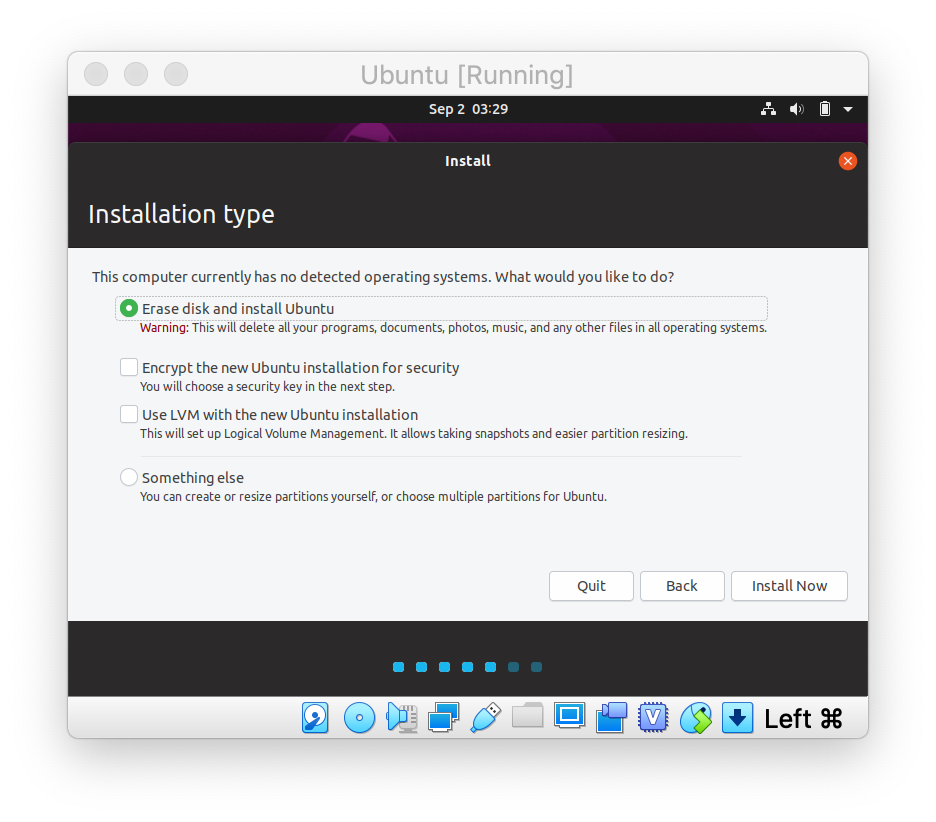 Ubuntu [Running]
Sep 2 03:29
Install
Installation type
This computer currently has no detected operating systems. What would you like to do?
Erase disk and install Ubuntu
Warning: This will delete all your programs, documents, photos, music, and any other files in all operating systems.
Encrypt the new Ubuntu installation for security
You will choose a security key in the next step.
Use LVM with the new Ubuntu installation
This will set up Logical Volume Management. It allows taking snapshots and easier partition resizing.
Something else
You can create or resize partitions yourself, or choose multiple partitions for Ubuntu.
Quit Back Install Now
V Left ⌘